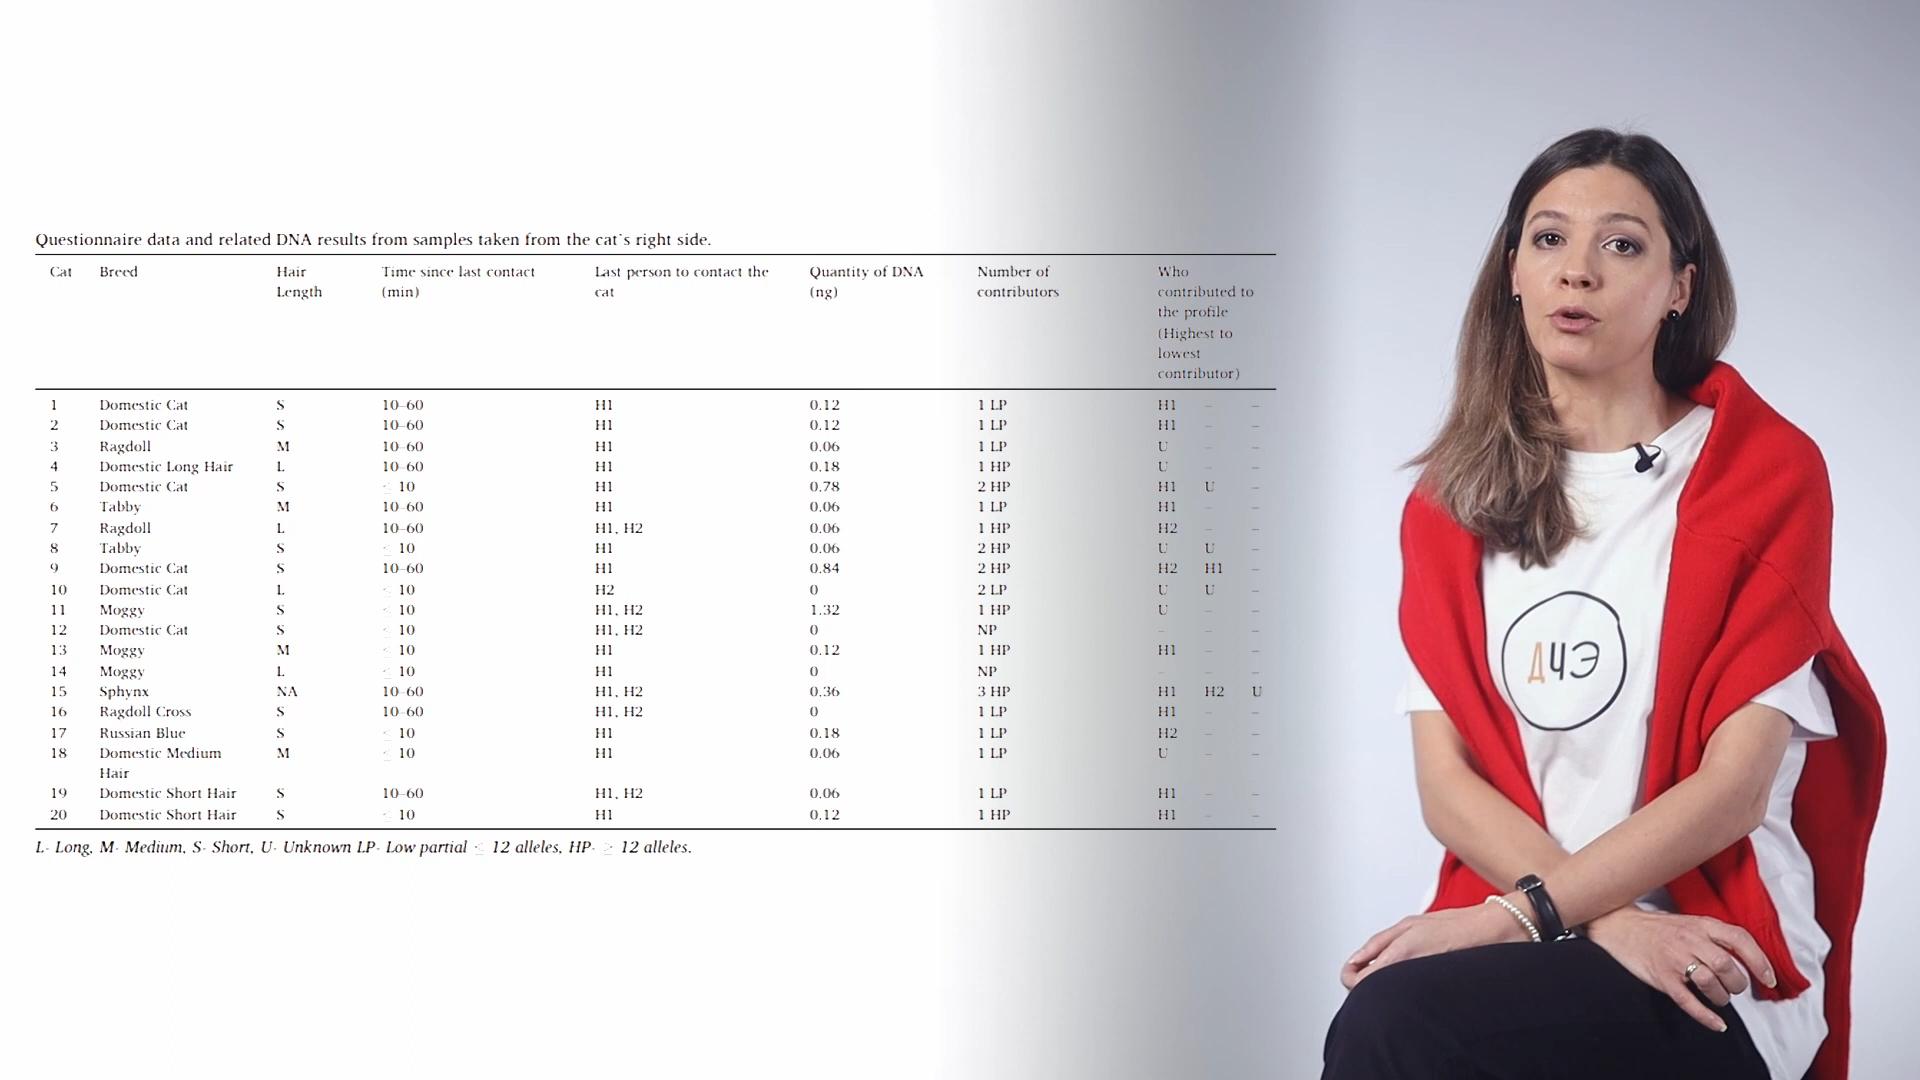 Questionnaire data and related DNA results from samples taken from the cat's right side.
Cat Breed Hair Length Time since last contact (min) Last person to contact the cat Quantity of DNA (ng) Number of contributors Who contributed to the profile (Highest to lowest contributor)
1 Domestic Cat S 10–60 H1 0.12 1 LP H1 – –
2 Domestic Cat S 10–60 H1 0.12 1 LP H1 – –
3 Ragdoll M 10–60 H1 0.06 1 LP U – –
4 Domestic Long Hair L 10–60 H1 0.18 1 HP U – –
5 Domestic Cat S ≤ 10 H1 0.78 2 HP H1 U –
6 Tabby M 10–60 H1 0.06 1 LP H1 – –
7 Ragdoll L 10–60 H1, H2 0.06 1 HP H2 – –
8 Tabby S ≤ 10 H1 0.06 2 HP U U –
9 Domestic Cat S 10–60 H1 0.84 2 HP H2 H1 –
10 Domestic Cat L ≤ 10 H2 0 2 LP U U –
11 Moggy S ≤ 10 H1, H2 1.32 1 HP U – –
12 Domestic Cat S ≤ 10 H1, H2 0 NP – – –
13 Moggy M ≤ 10 H1 0.12 1 HP H1 – –
14 Moggy L ≤ 10 H1 0 NP – – –
15 Sphynx NA 10–60 H1, H2 0.36 3 HP H1 H2 U
16 Ragdoll Cross S 10–60 H1, H2 0 1 LP H1 – –
17 Russian Blue S ≤ 10 H1 0.18 1 LP H2 – –
18 Domestic Medium Hair M ≤ 10 H1 0.06 1 LP U – –
19 Domestic Short Hair S 10–60 H1, H2 0.06 1 LP H1 – –
20 Domestic Short Hair S ≤ 10 H1 0.12 1 HP H1 – –
L- Long, M- Medium, S- Short, U- Unknown LP- Low partial ≤ 12 alleles, HP- ≥ 12 alleles.
ДЧЭ